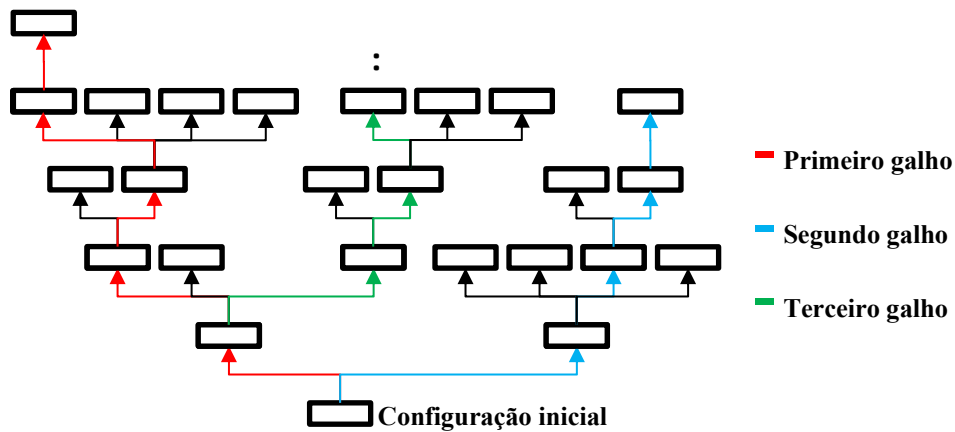 :
Primeiro galho
Segundo galho
Terceiro galho
Configuração inicial